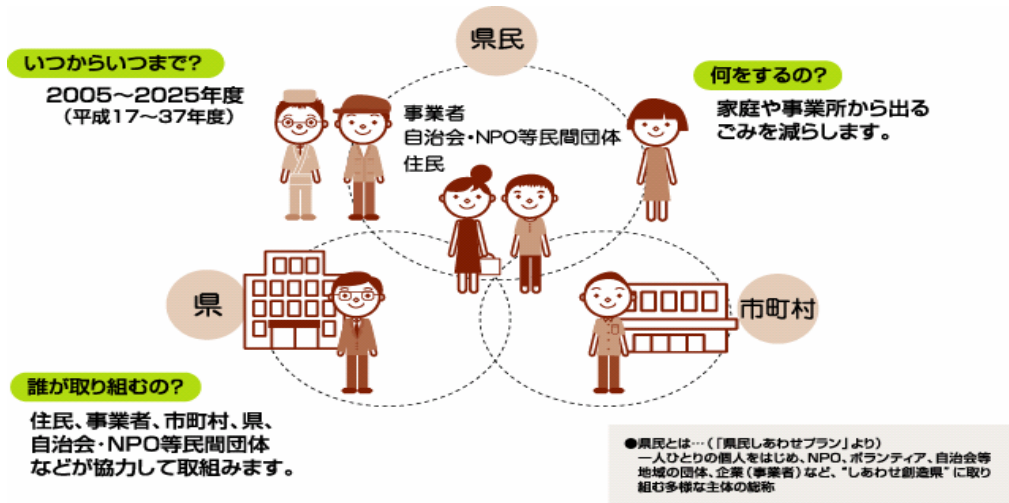 県民
いつからいつまで?
2005〜2025年度
(平成17〜37年度)
事業者
自治会・NPO等民間団体
住民
何をするの?
家庭や事業所から出る
ごみを減らします。
県
市町村
誰が取り組むの?
住民、事業者、市町村、県、
自治会・NPO等民間団体
などが協力して取組みます。
●県民とは…(「県民しあわせプラン」より)
一人ひとりの個人をはじめ、NPO、ボランティア、自治会等
地域の団体、企業(事業者)など、“しあわせ創造県”に取り
組む多様な主体の総称